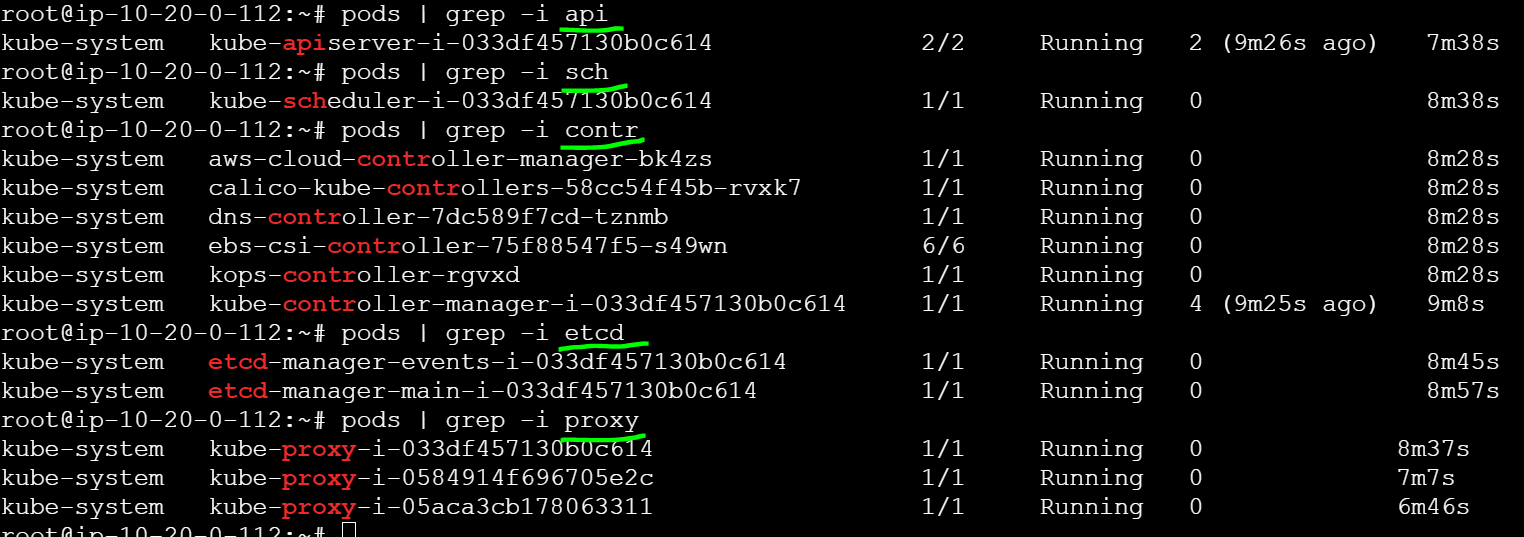 root@ip-10-20-0-112:~# pods | grep -i api
kube-system   kube-apiserver-i-033df457130b0c614              2/2     Running   2 (9m26s ago)   7m38s
root@ip-10-20-0-112:~# pods | grep -i sch
kube-system   kube-scheduler-i-033df457130b0c614              1/1     Running   0               8m38s
root@ip-10-20-0-112:~# pods | grep -i contr
kube-system   aws-cloud-controller-manager-bk4zs              1/1     Running   0               8m28s
kube-system   calico-kube-controllers-58cc54f45b-rvxk7        1/1     Running   0               8m28s
kube-system   dns-controller-7dc589f7cd-tznmb                 1/1     Running   0               8m28s
kube-system   ebs-csi-controller-75f88547f5-s49wn             6/6     Running   0               8m28s
kube-system   kops-controller-rgvxd                           1/1     Running   0               8m28s
kube-system   kube-controller-manager-i-033df457130b0c614     1/1     Running   4 (9m25s ago)   9m8s
root@ip-10-20-0-112:~# pods | grep -i etcd
kube-system   etcd-manager-events-i-033df457130b0c614         1/1     Running   0               8m45s
kube-system   etcd-manager-main-i-033df457130b0c614           1/1     Running   0               8m57s
root@ip-10-20-0-112:~# pods | grep -i proxy
kube-system   kube-proxy-i-033df457130b0c614                  1/1     Running   0             8m37s
kube-system   kube-proxy-i-0584914f696705e2c                  1/1     Running   0             7m7s
kube-system   kube-proxy-i-05aca3cb178063311                  1/1     Running   0             6m46s
root@ip-10-20-0-112:~#